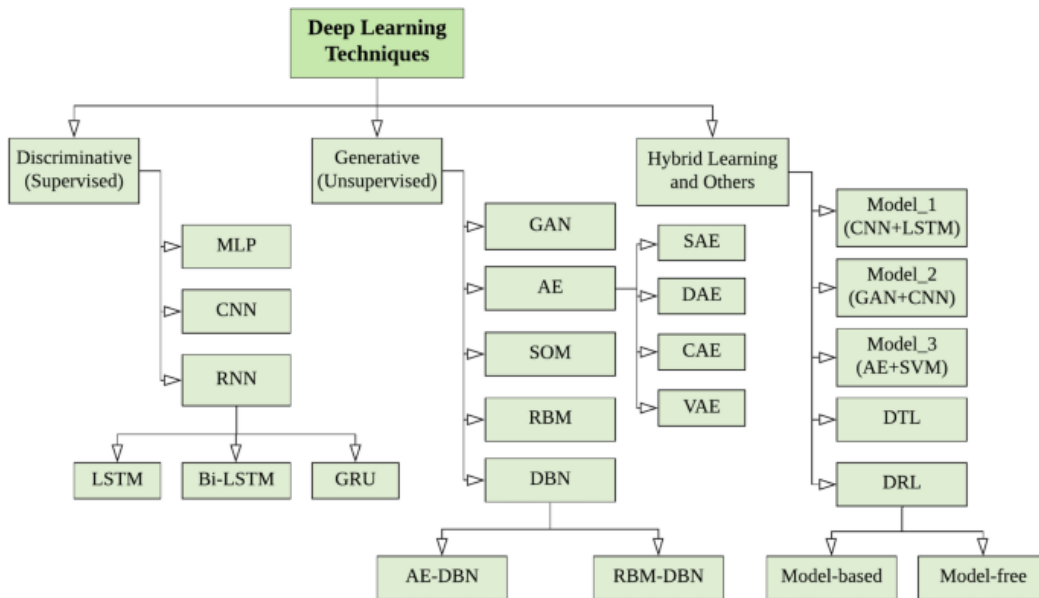 Deep Learning
Techniques
Discriminative
(Supervised)
MLP
CNN
RNN
LSTM
Bi-LSTM
GRU
Generative
(Unsupervised)
GAN
AE
SAE
DAE
CAE
VAE
SOM
RBM
DBN
AE-DBN
RBM-DBN
Hybrid Learning
and Others
Model_1
(CNN+LSTM)
Model_2
(GAN+CNN)
Model_3
(AE+SVM)
DTL
DRL
Model-based
Model-free